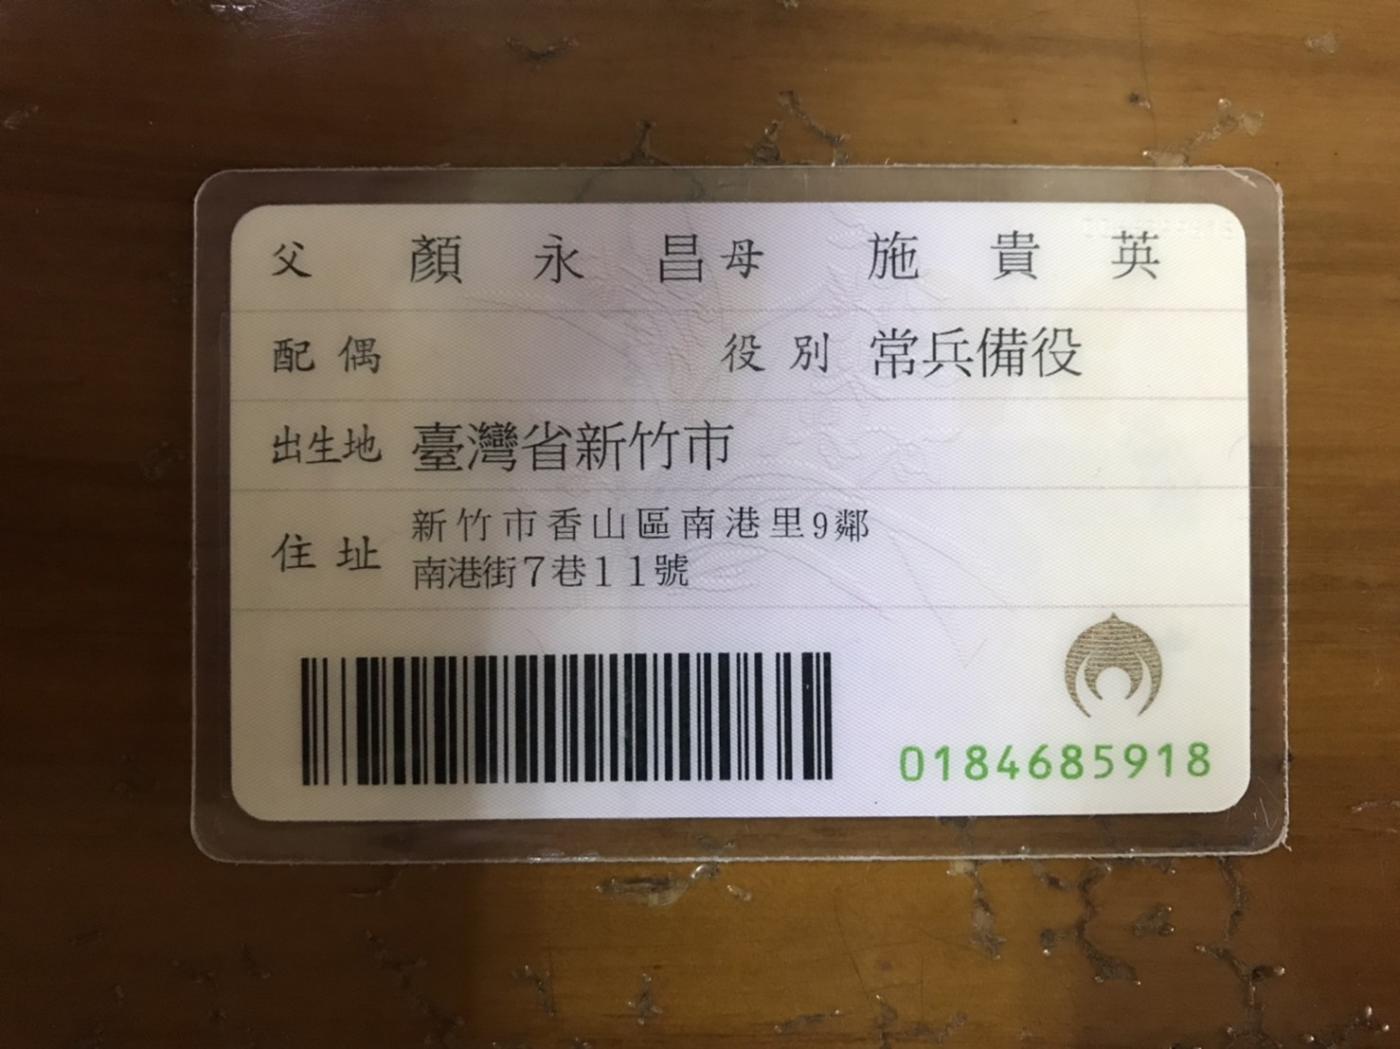 父 顏永昌 母 施貴英
配偶 役別 常兵備役
出生地 臺灣省新竹市
住址 新竹市香山區南港里9鄰
南港街7巷11號
0184685918